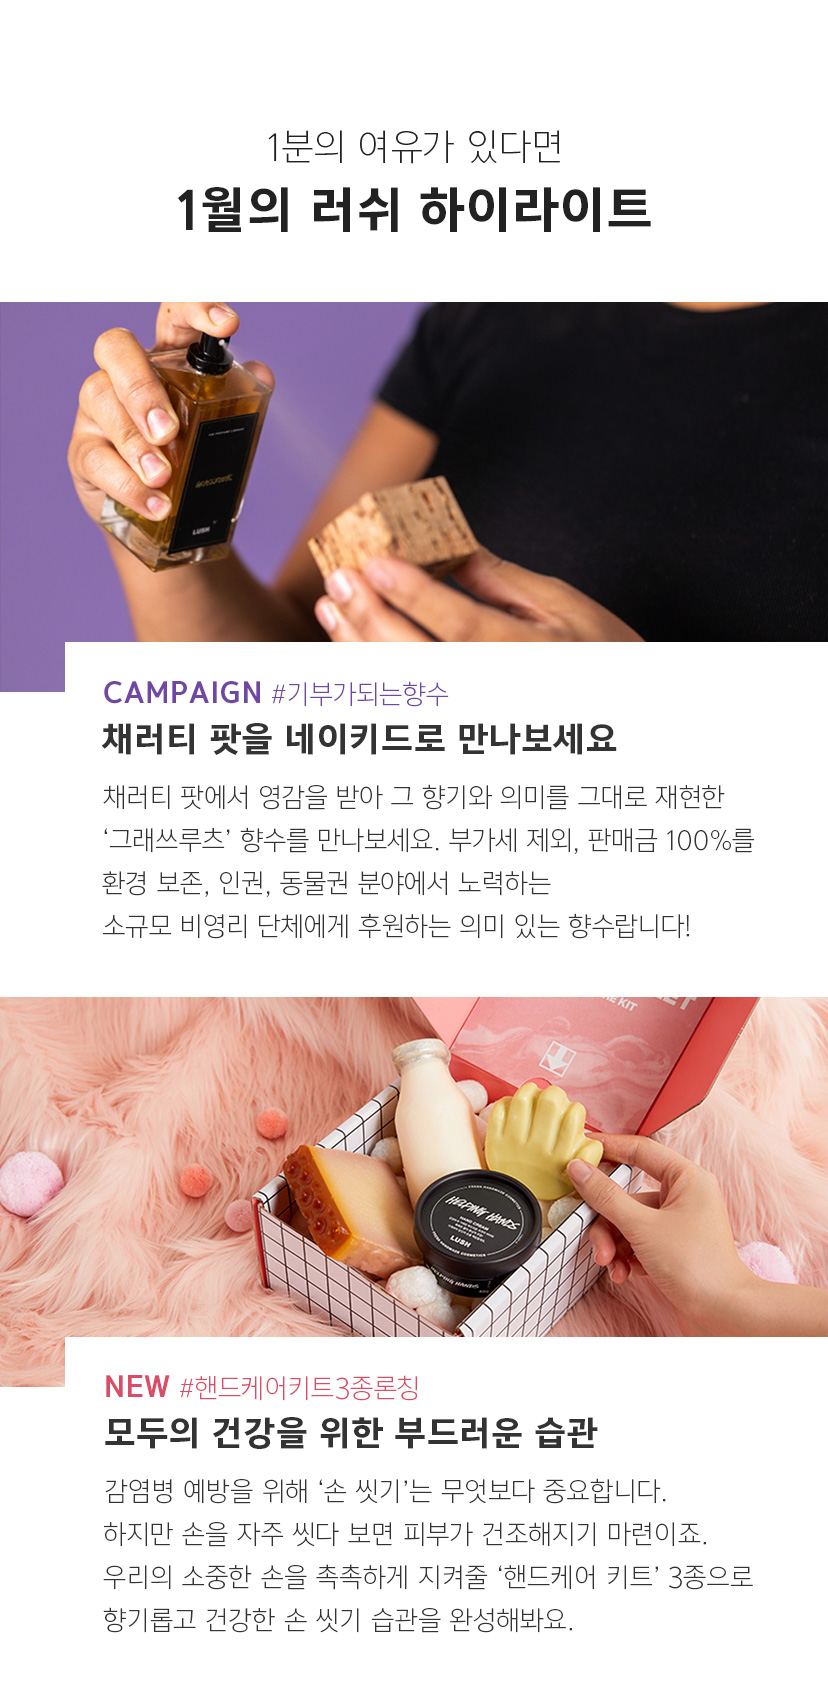 1분의 여유가 있다면
1월의 러쉬 하이라이트
LUSH
CAMPAIGN #기부가되는향수
채러티 팟을 네이키드로 만나보세요
채러티 팟에서 영감을 받아 그 향기와 의미를 그대로 재현한
‘그래쓰루츠’ 향수를 만나보세요. 부가세 제외, 판매금 100%를
환경 보존, 인권, 동물권 분야에서 노력하는
소규모 비영리 단체에게 후원하는 의미 있는 향수랍니다!
KIT
HELPING HANDS
HAND CREAM
LUSH
HELPING HANDS
NEW #핸드케어키트3종론칭
모두의 건강을 위한 부드러운 습관
감염병 예방을 위해 ‘손 씻기’는 무엇보다 중요합니다.
하지만 손을 자주 씻다 보면 피부가 건조해지기 마련이죠.
우리의 소중한 손을 촉촉하게 지켜줄 ‘핸드케어 키트’ 3종으로
향기롭고 건강한 손 씻기 습관을 완성해봐요.